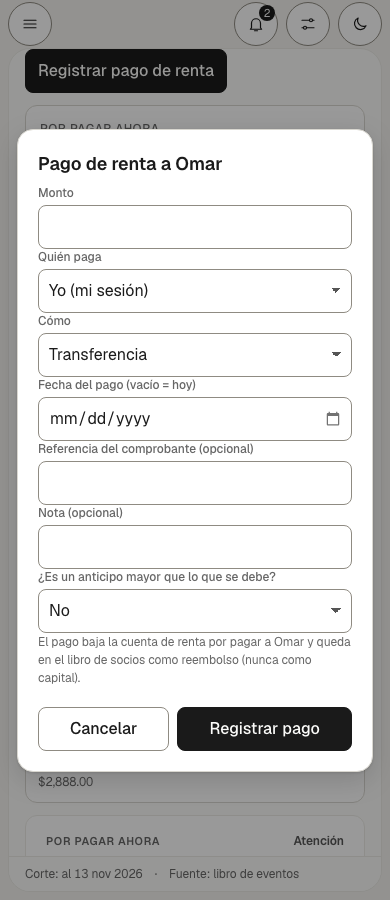 2
Registrar pago de renta
POR PAGAR AHORA
Pago de renta a Omar
Monto
Quién paga
Yo (mi sesión)
Cómo
Transferencia
Fecha del pago (vacío = hoy)
mm/dd/yyyy
Referencia del comprobante (opcional)
Nota (opcional)
¿Es un anticipo mayor que lo que se debe?
No
El pago baja la cuenta de renta por pagar a Omar y queda
en el libro de socios como reembolso (nunca como
capital).
Cancelar
Registrar pago
$2,888.00
POR PAGAR AHORA
Atención
Corte: al 13 nov 2026 · Fuente: libro de eventos